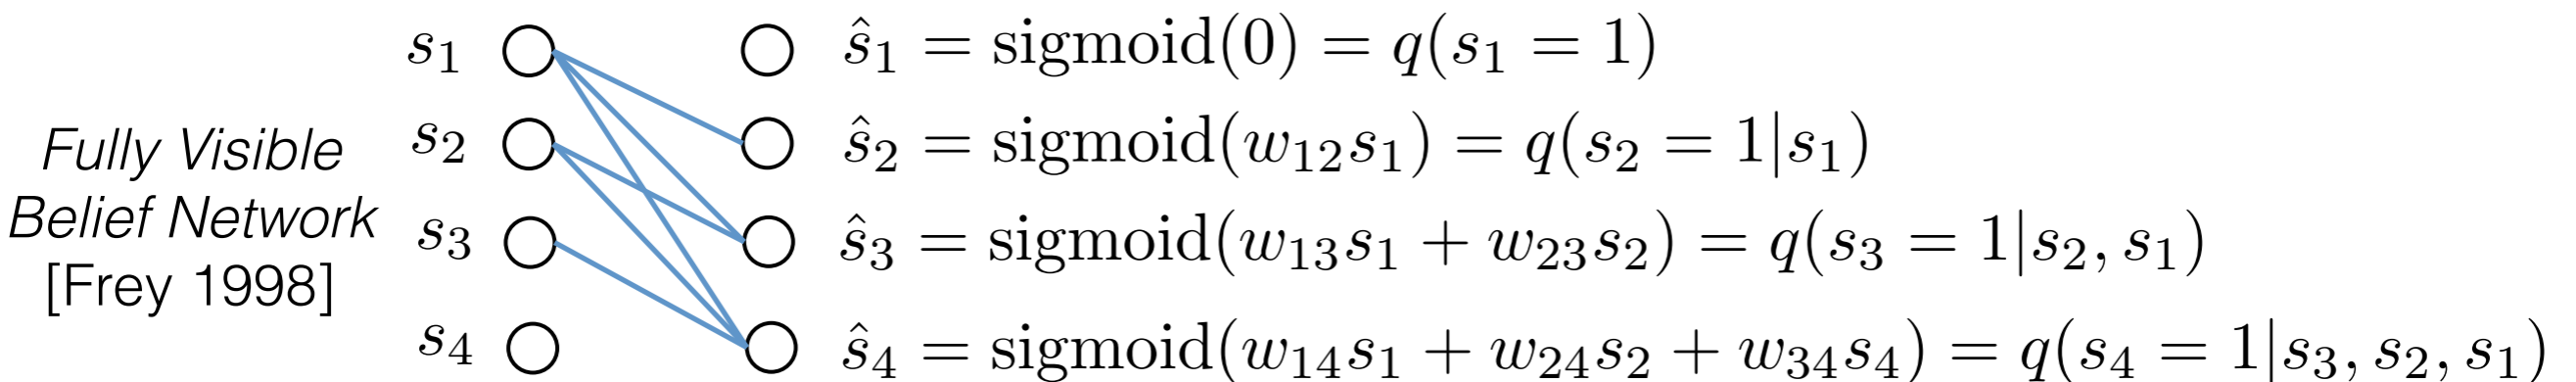 s₁ ŝ₁ = sigmoid(0) = q(s₁ = 1)
s₂ ŝ₂ = sigmoid(w₁₂s₁) = q(s₂ = 1|s₁)
s₃ ŝ₃ = sigmoid(w₁₃s₁ + w₂₃s₂) = q(s₃ = 1|s₂, s₁)
s₄ ŝ₄ = sigmoid(w₁₄s₁ + w₂₄s₂ + w₃₄s₄) = q(s₄ = 1|s₃, s₂, s₁)
Fully Visible
Belief Network
[Frey 1998]